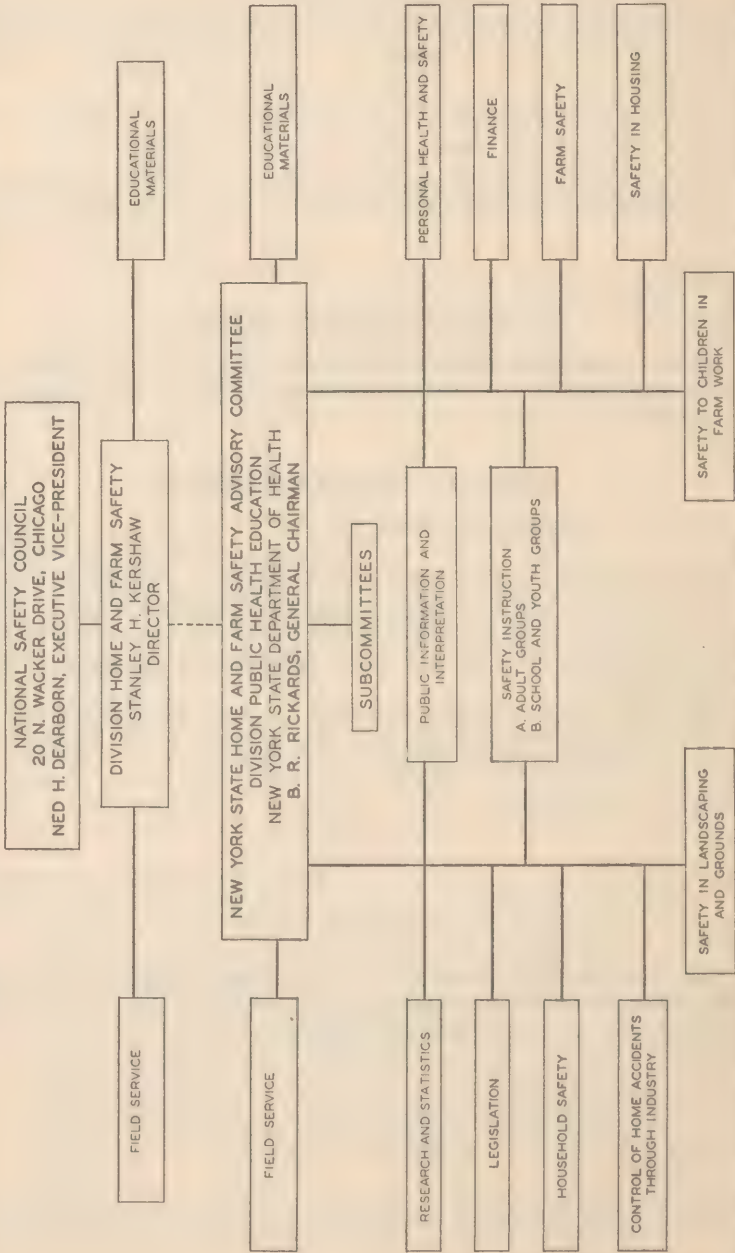 NATIONAL SAFETY COUNCIL
20 N. WACKER DRIVE, CHICAGO
NED H. DEARBORN, EXECUTIVE VICE-PRESIDENT
FIELD SERVICE
DIVISION HOME AND FARM SAFETY
STANLEY H. KERSHAW
DIRECTOR
EDUCATIONAL
MATERIALS
FIELD SERVICE
NEW YORK STATE HOME AND FARM SAFETY ADVISORY COMMITTEE
DIVISION PUBLIC HEALTH EDUCATION
NEW YORK STATE DEPARTMENT OF HEALTH
B. R. RICKARDS, GENERAL CHAIRMAN
EDUCATIONAL
MATERIALS
SUBCOMMITTEES
RESEARCH AND STATISTICS
PUBLIC INFORMATION AND
INTERPRETATION
PERSONAL HEALTH AND SAFETY
LEGISLATION
SAFETY INSTRUCTION
A. ADULT GROUPS
B. SCHOOL AND YOUTH GROUPS
FINANCE
HOUSEHOLD SAFETY
FARM SAFETY
CONTROL OF HOME ACCIDENTS
THROUGH INDUSTRY
SAFETY IN HOUSING
SAFETY IN LANDSCAPING
AND GROUNDS
SAFETY TO CHILDREN IN
FARM WORK